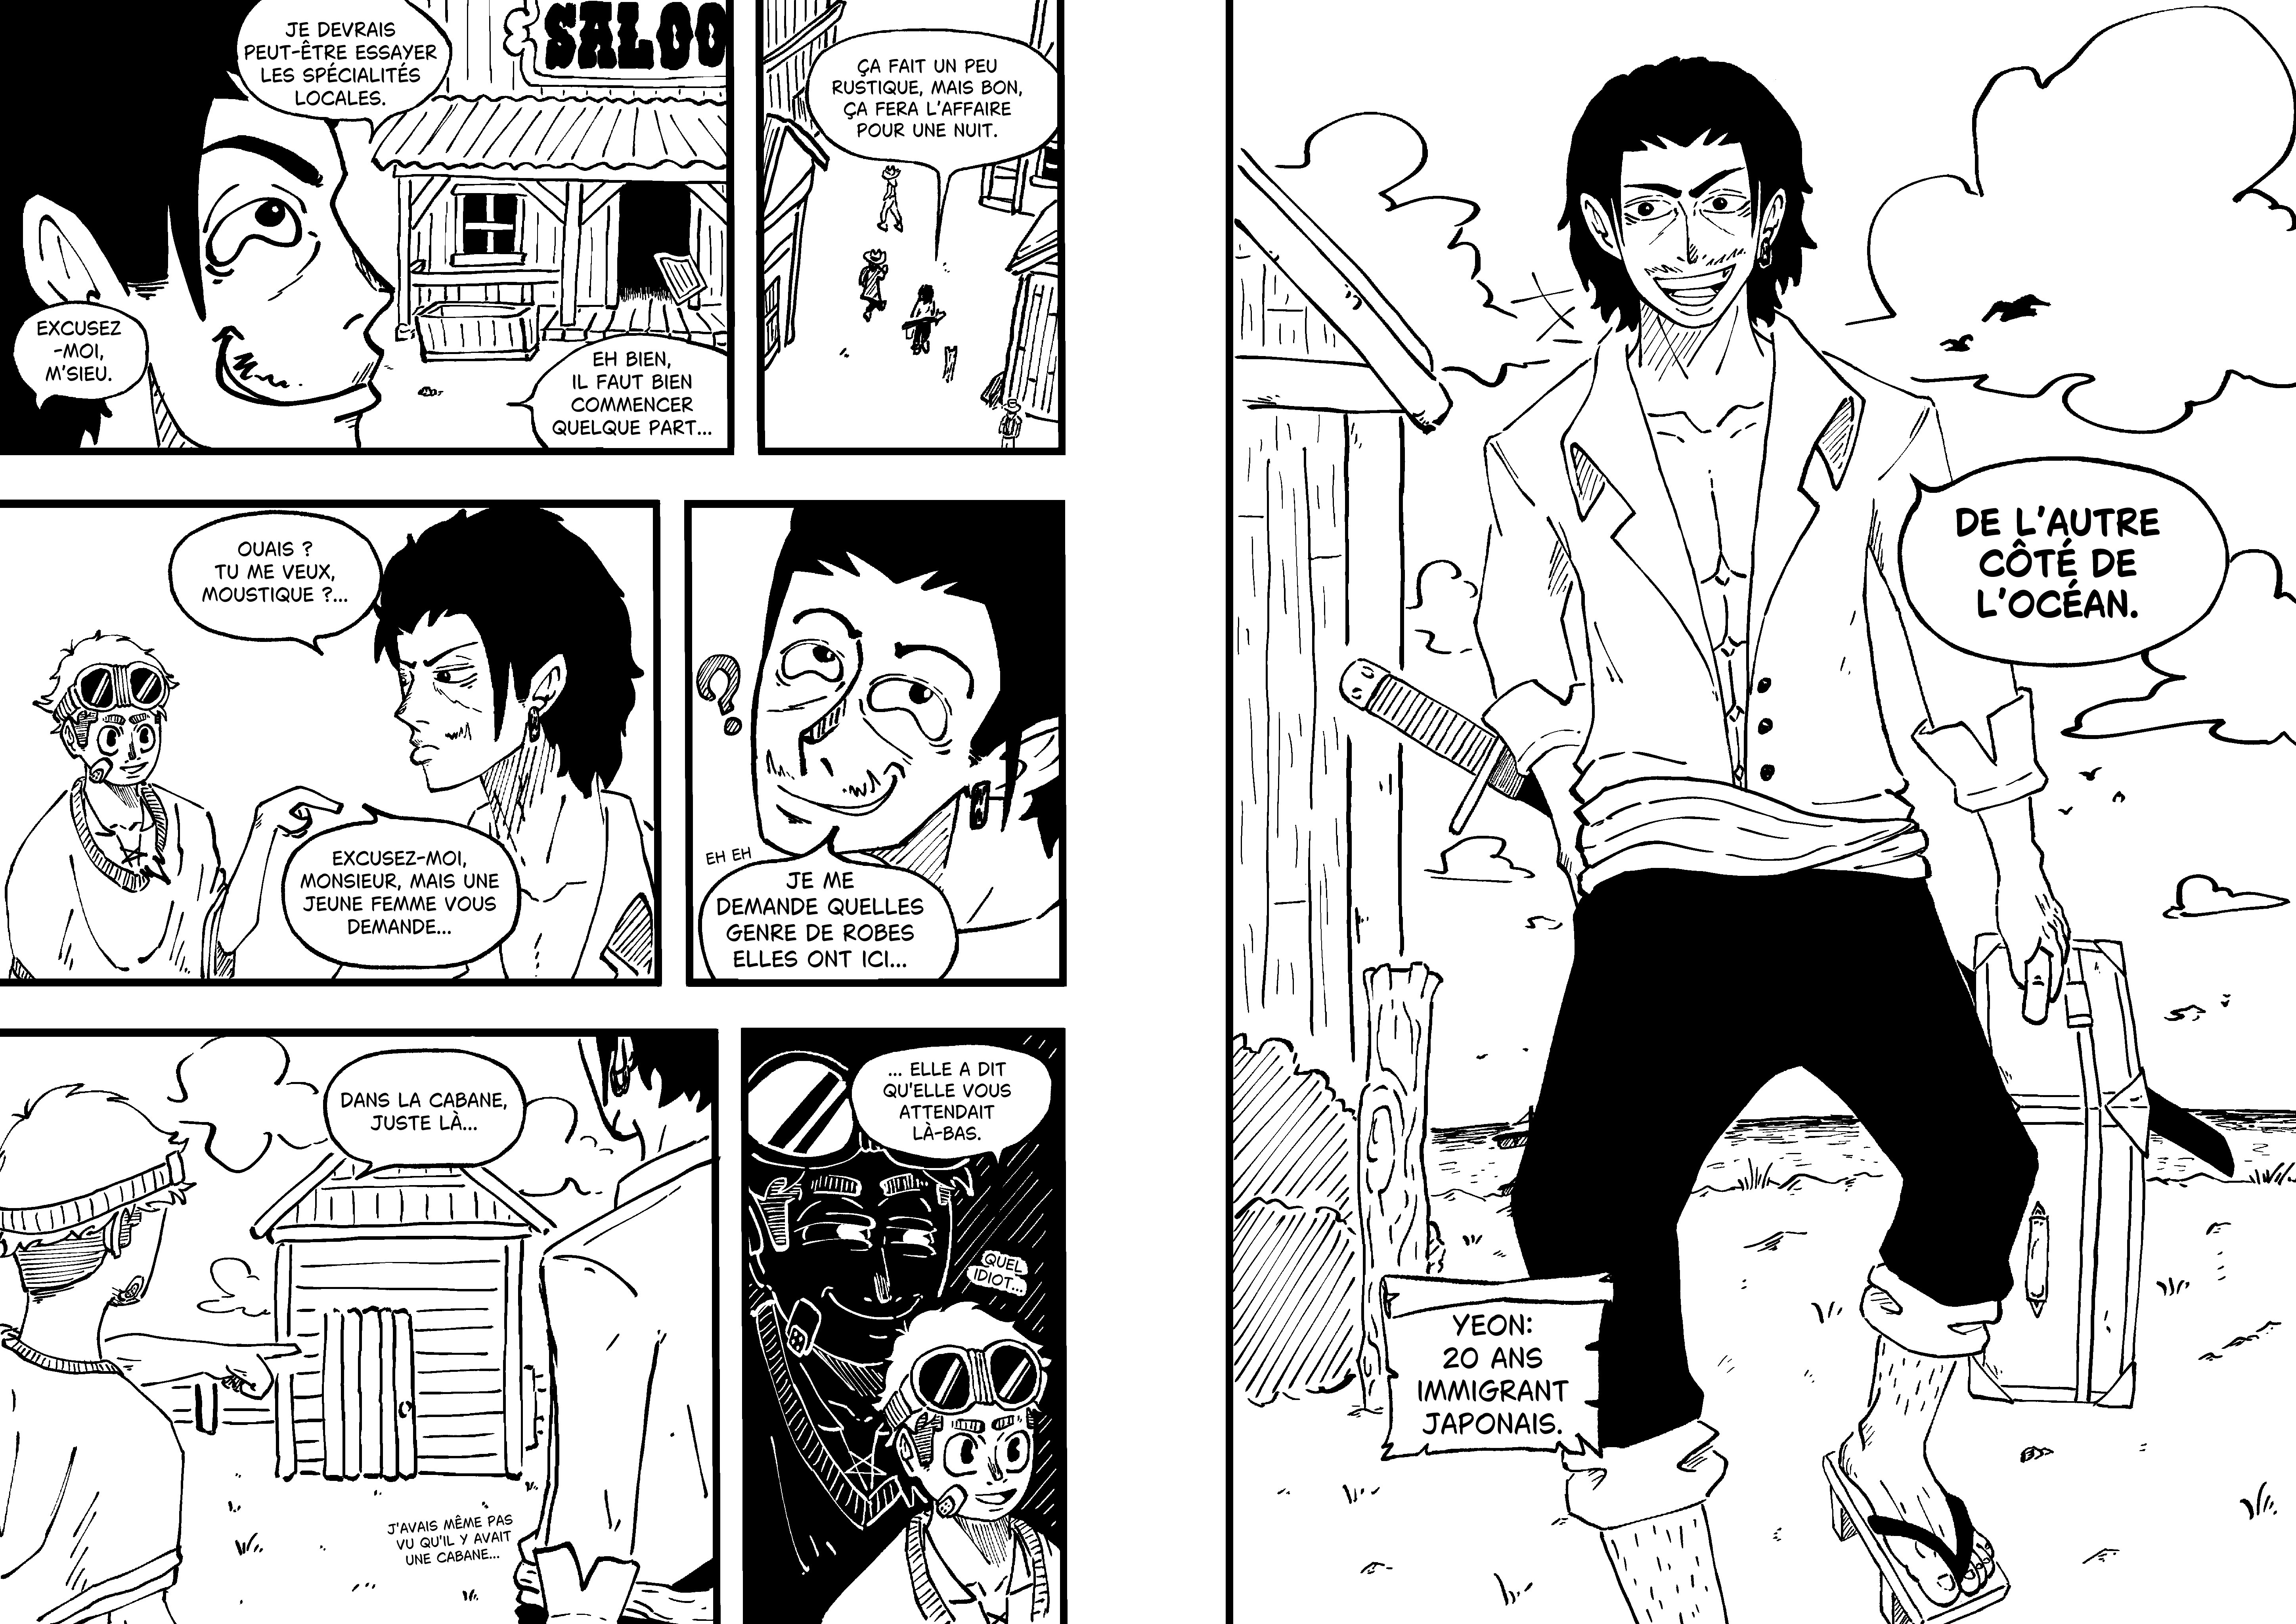 DE L'AUTRE
CÔTÉ DE
L'OCÉAN.
YEON:
20 ANS
IMMIGRANT
JAPONAIS.
ÇA FAIT UN PEU
RUSTIQUE, MAIS BON,
ÇA FERA L'AFFAIRE
POUR UNE NUIT.
SALOO
JE DEVRAIS
PEUT-ÊTRE ESSAYER
LES SPÉCIALITÉS
LOCALES.
EH BIEN,
IL FAUT BIEN
COMMENCER
QUELQUE PART...
EXCUSEZ
-MOI,
M'SIEU.
?
EH EH
JE ME
DEMANDE QUELLES
GENRE DE ROBES
ELLES ONT ICI...
OUAIS ?
TU ME VEUX,
MOUSTIQUE ?...
EXCUSEZ-MOI,
MONSIEUR, MAIS UNE
JEUNE FEMME VOUS
DEMANDE...
... ELLE A DIT
QU'ELLE VOUS
ATTENDAIT
LÀ-BAS.
QUEL
IDIOT...
DANS LA CABANE,
JUSTE LÀ...
J'AVAIS MÊME PAS
VU QU'IL Y AVAIT
UNE CABANE...